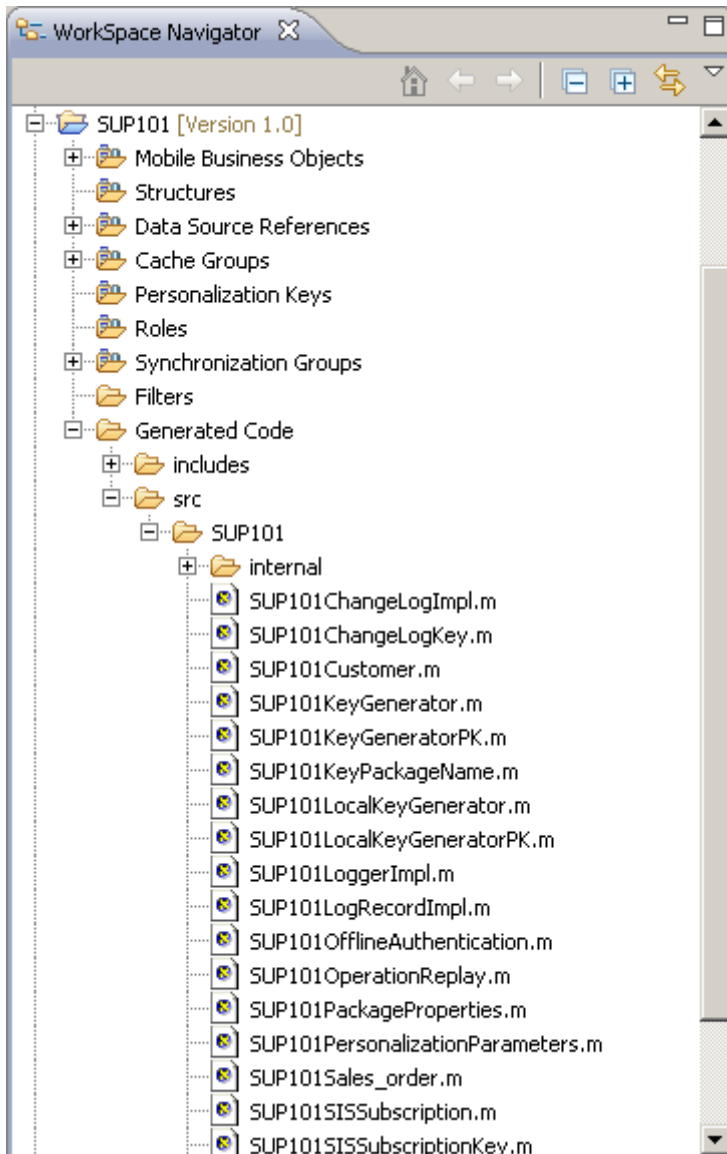 WorkSpace Navigator
SUP101 [Version 1.0]
Mobile Business Objects
Structures
Data Source References
Cache Groups
Personalization Keys
Roles
Synchronization Groups
Filters
Generated Code
includes
src
SUP101
internal
SUP101ChangeLogImpl.m
SUP101ChangeLogKey.m
SUP101Customer.m
SUP101KeyGenerator.m
SUP101KeyGeneratorPK.m
SUP101KeyPackageName.m
SUP101LocalKeyGenerator.m
SUP101LocalKeyGeneratorPK.m
SUP101LoggerImpl.m
SUP101LogRecordImpl.m
SUP101OfflineAuthentication.m
SUP101OperationReplay.m
SUP101PackageProperties.m
SUP101PersonalizationParameters.m
SUP101Sales_order.m
SUP101SISSubscription.m
SUP101SISSubscriptionKey.m